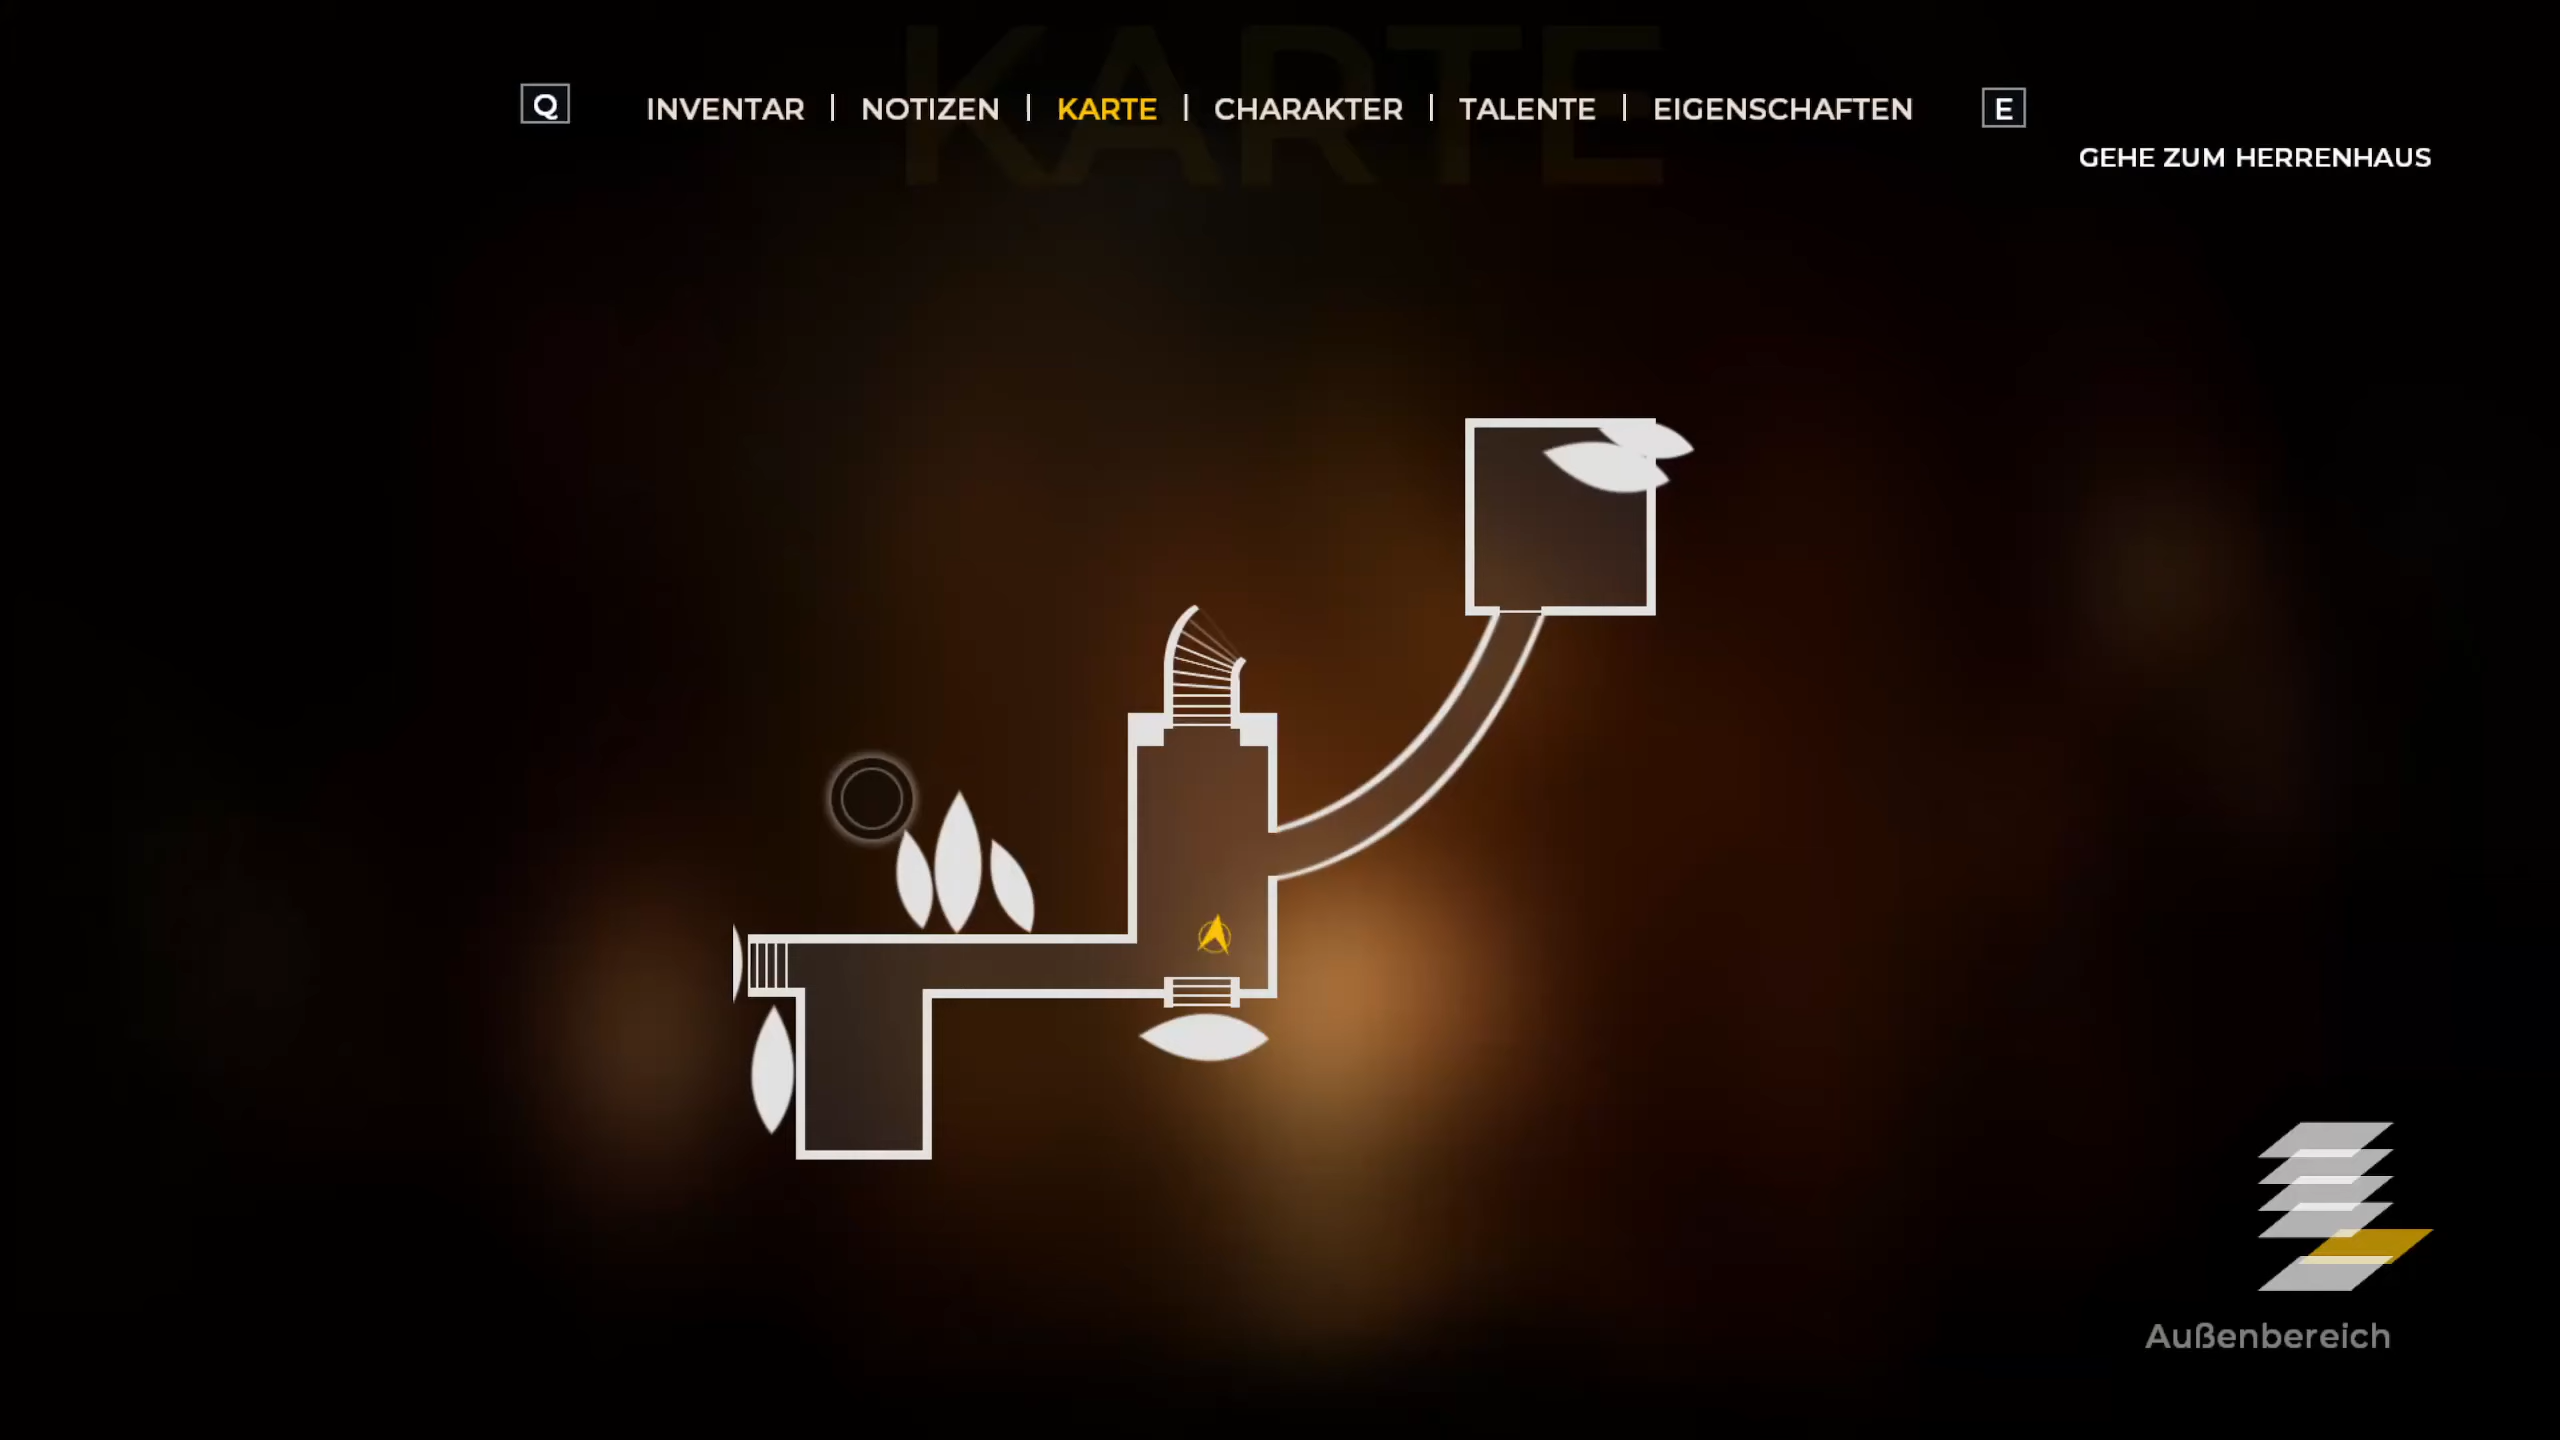 KARTE
Q INVENTAR | NOTIZEN | KARTE | CHARAKTER | TALENTE | EIGENSCHAFTEN E
GEHE ZUM HERRENHAUS
Außenbereich